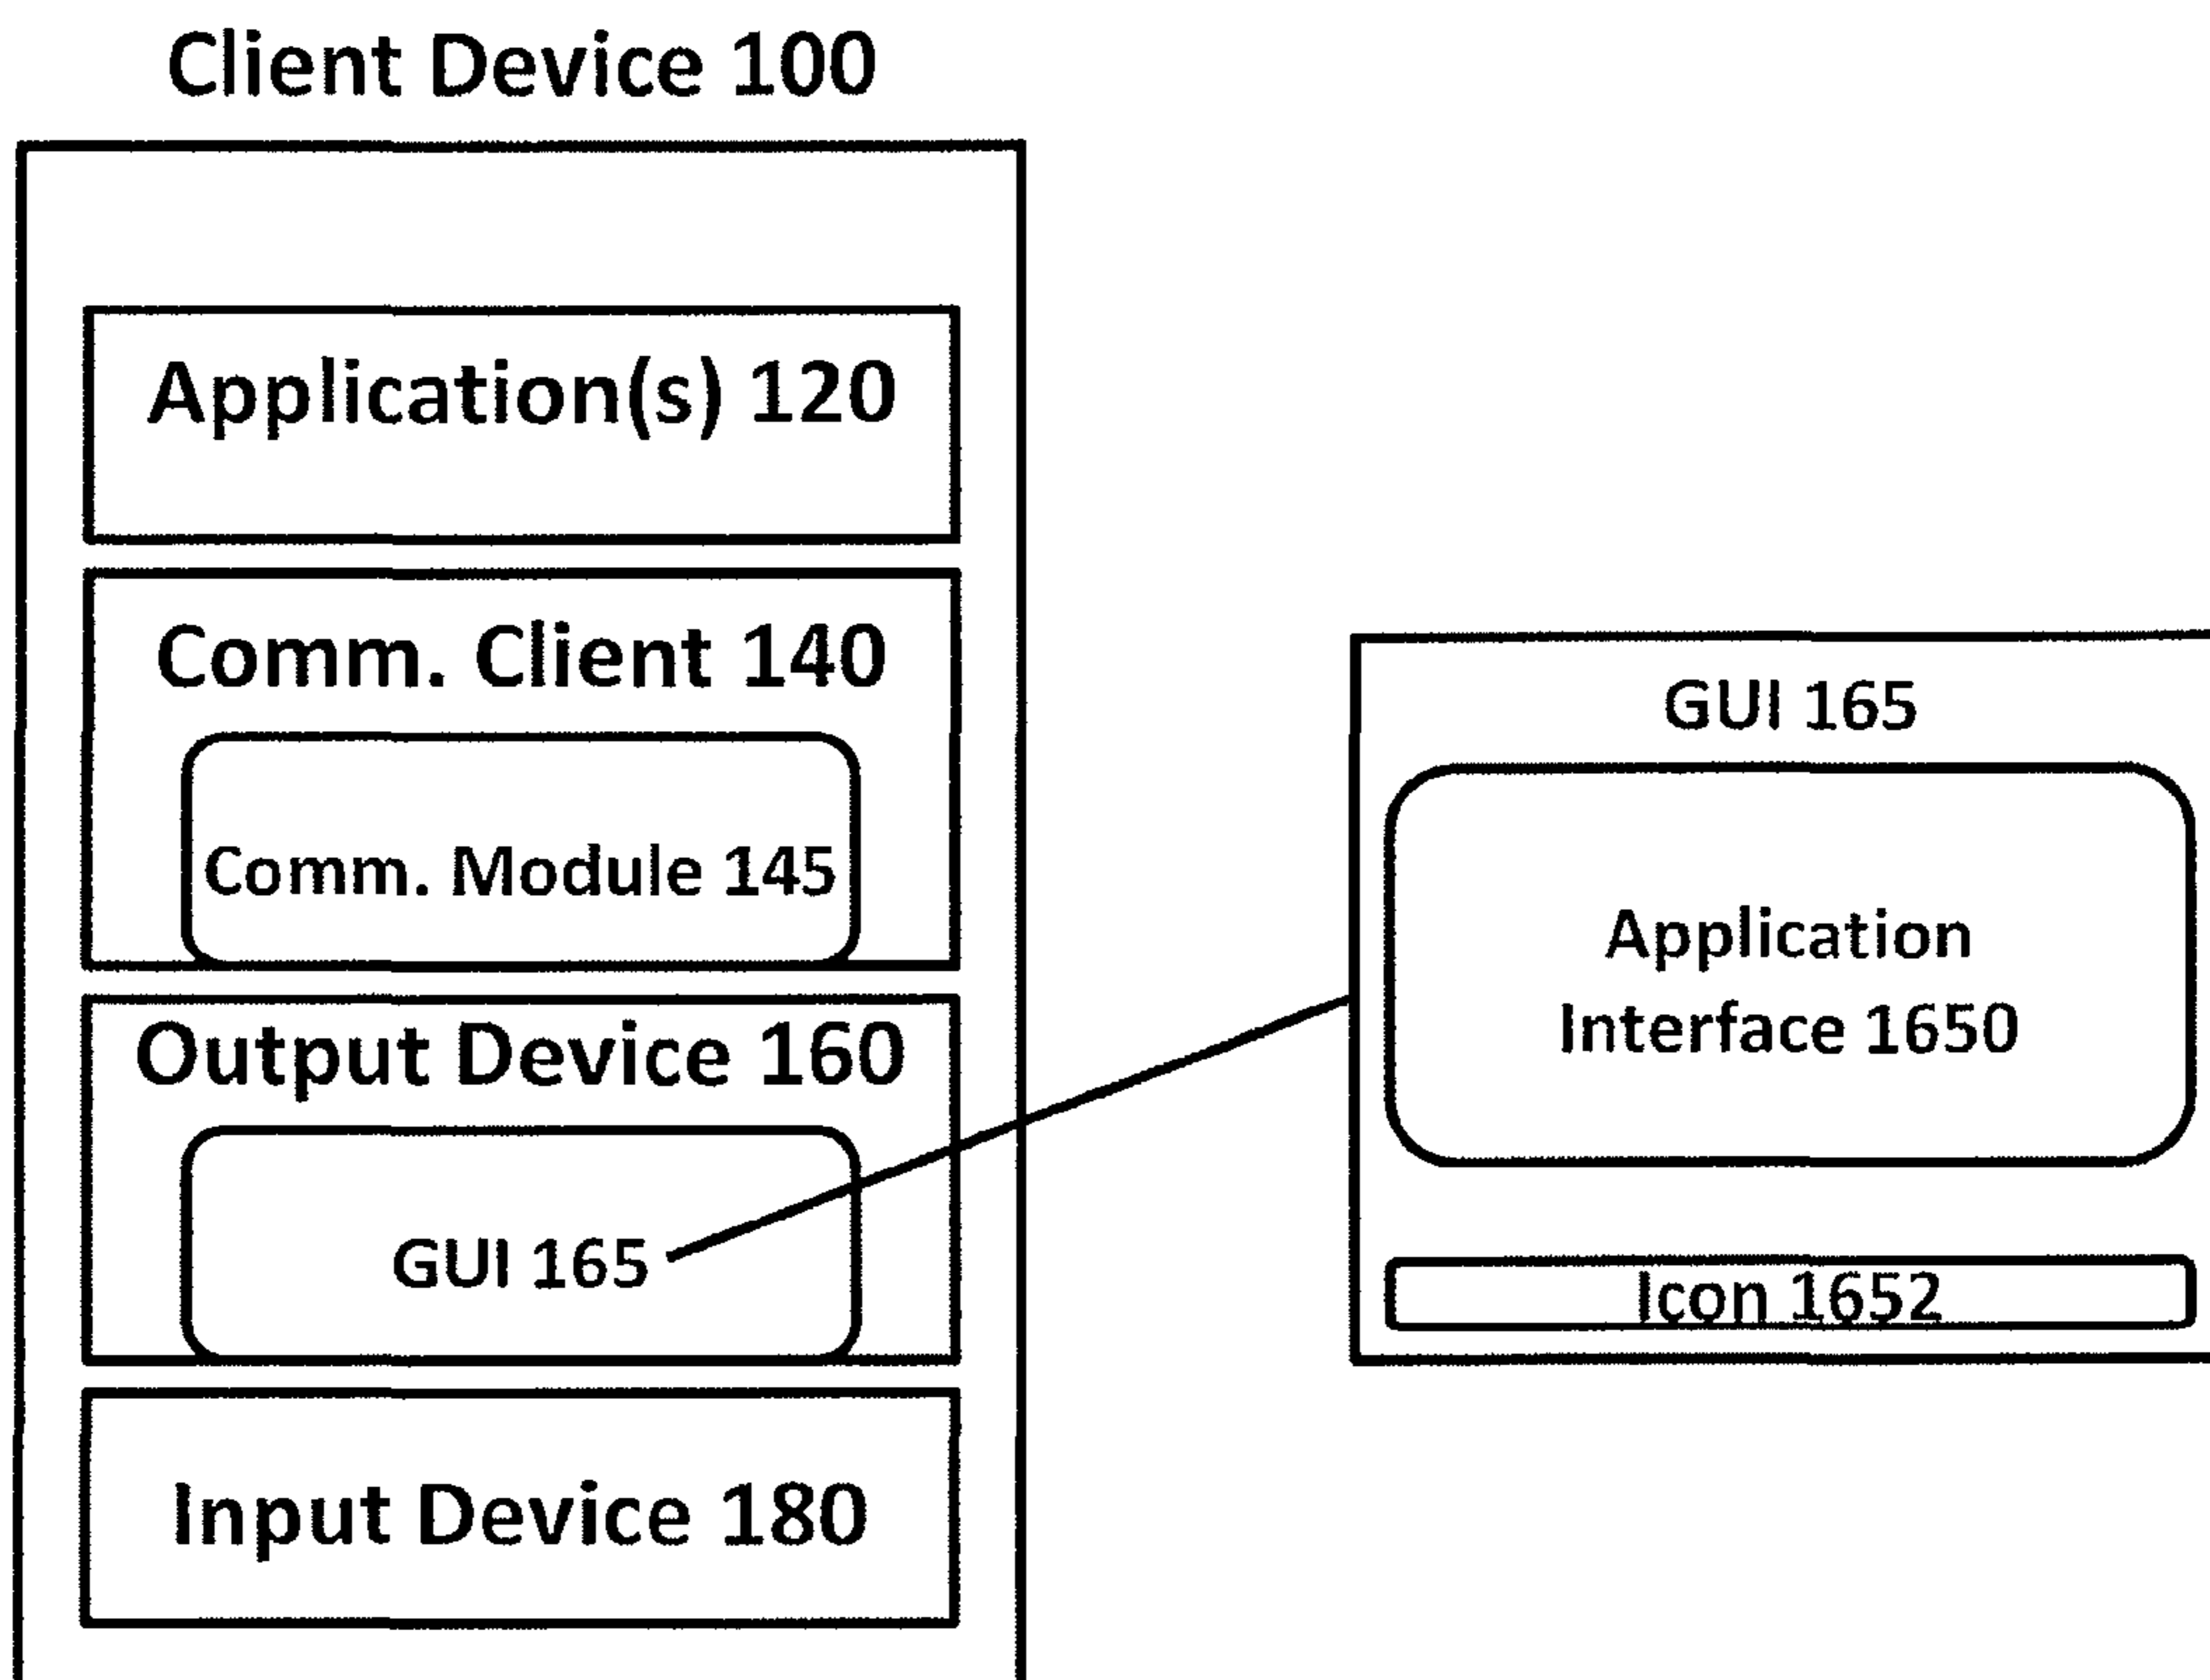 Client Device 100
Application(s) 120
Comm. Client 140
Comm. Module 145
Output Device 160
GUI 165
Input Device 180
GUI 165
Application
Interface 1650
Icon 1652